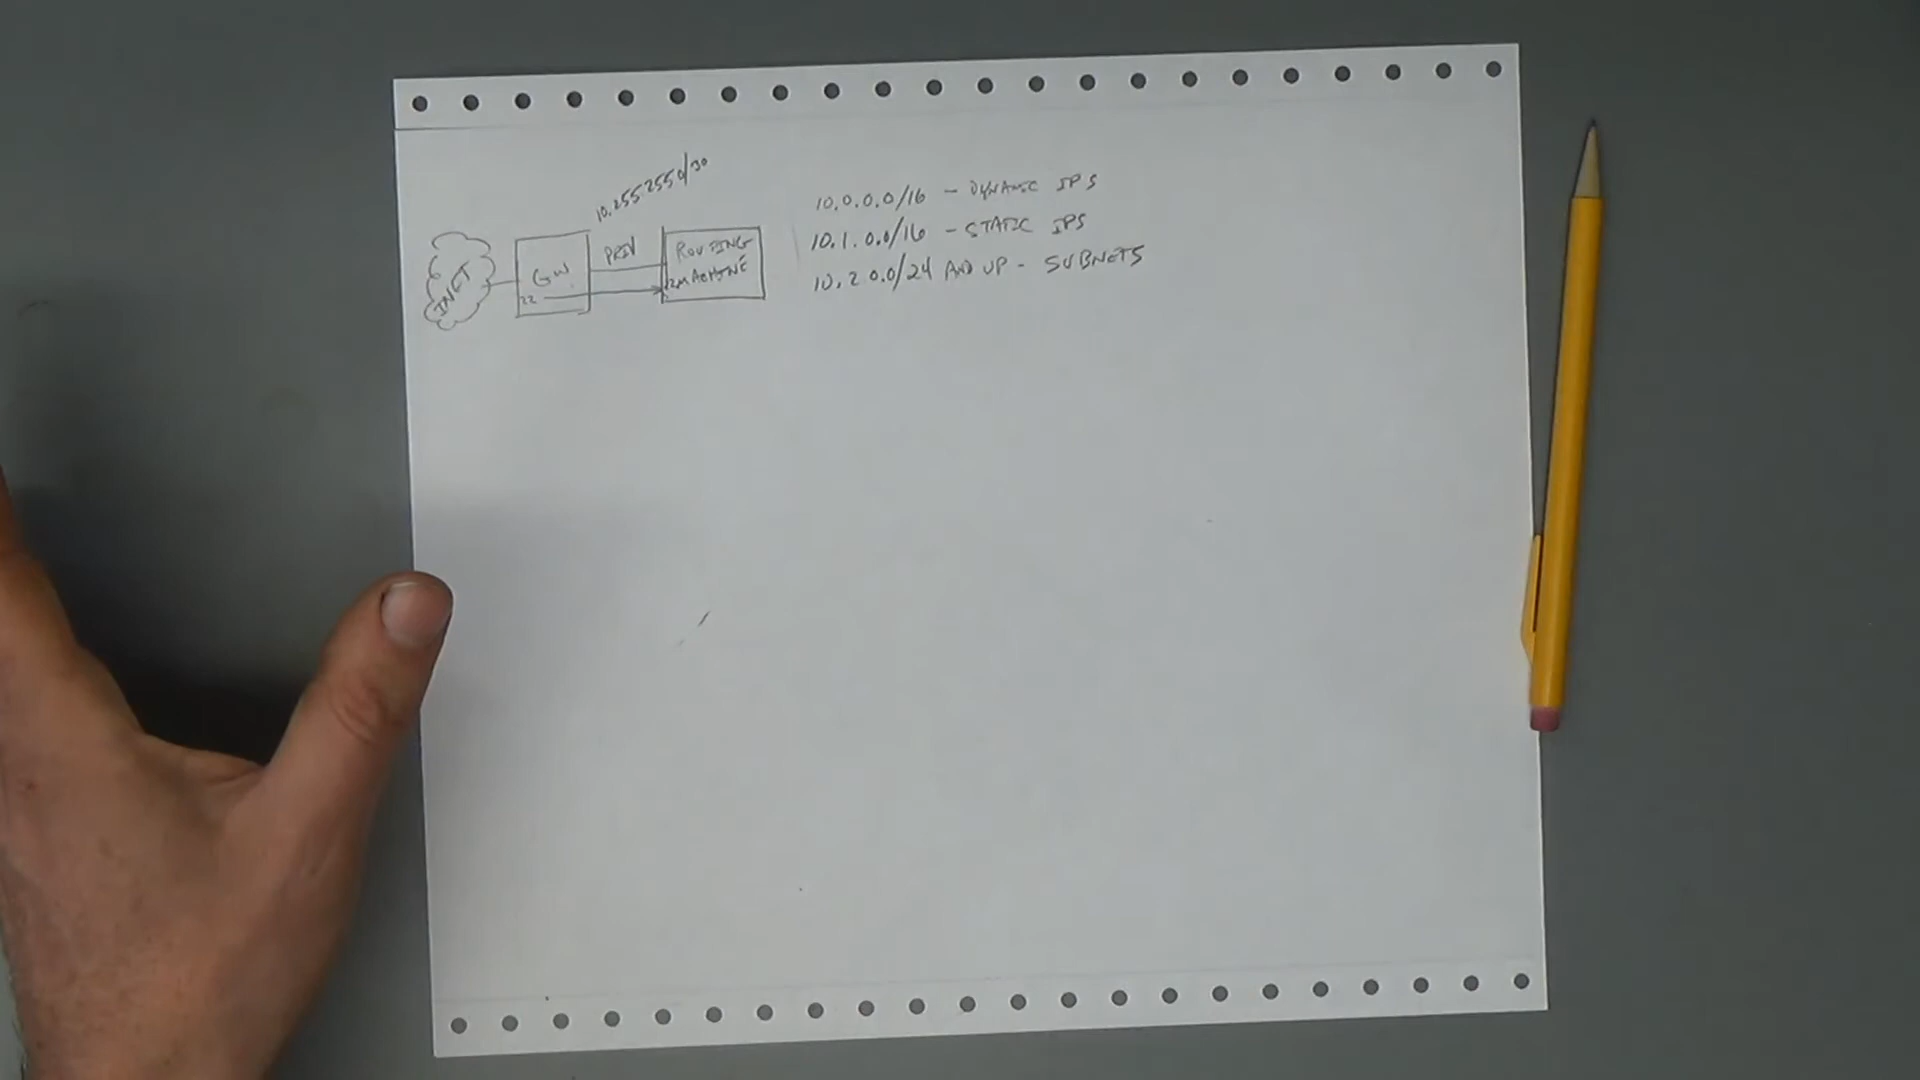 10.255.255.0/30
INET
GW
22
PRIV
ROUTING
MACHINE
10.0.0.0/16 - DYNAMIC IPS
10.1.0.0/16 - STATIC IPS
10.2.0.0/24 AND UP - SUBNETS